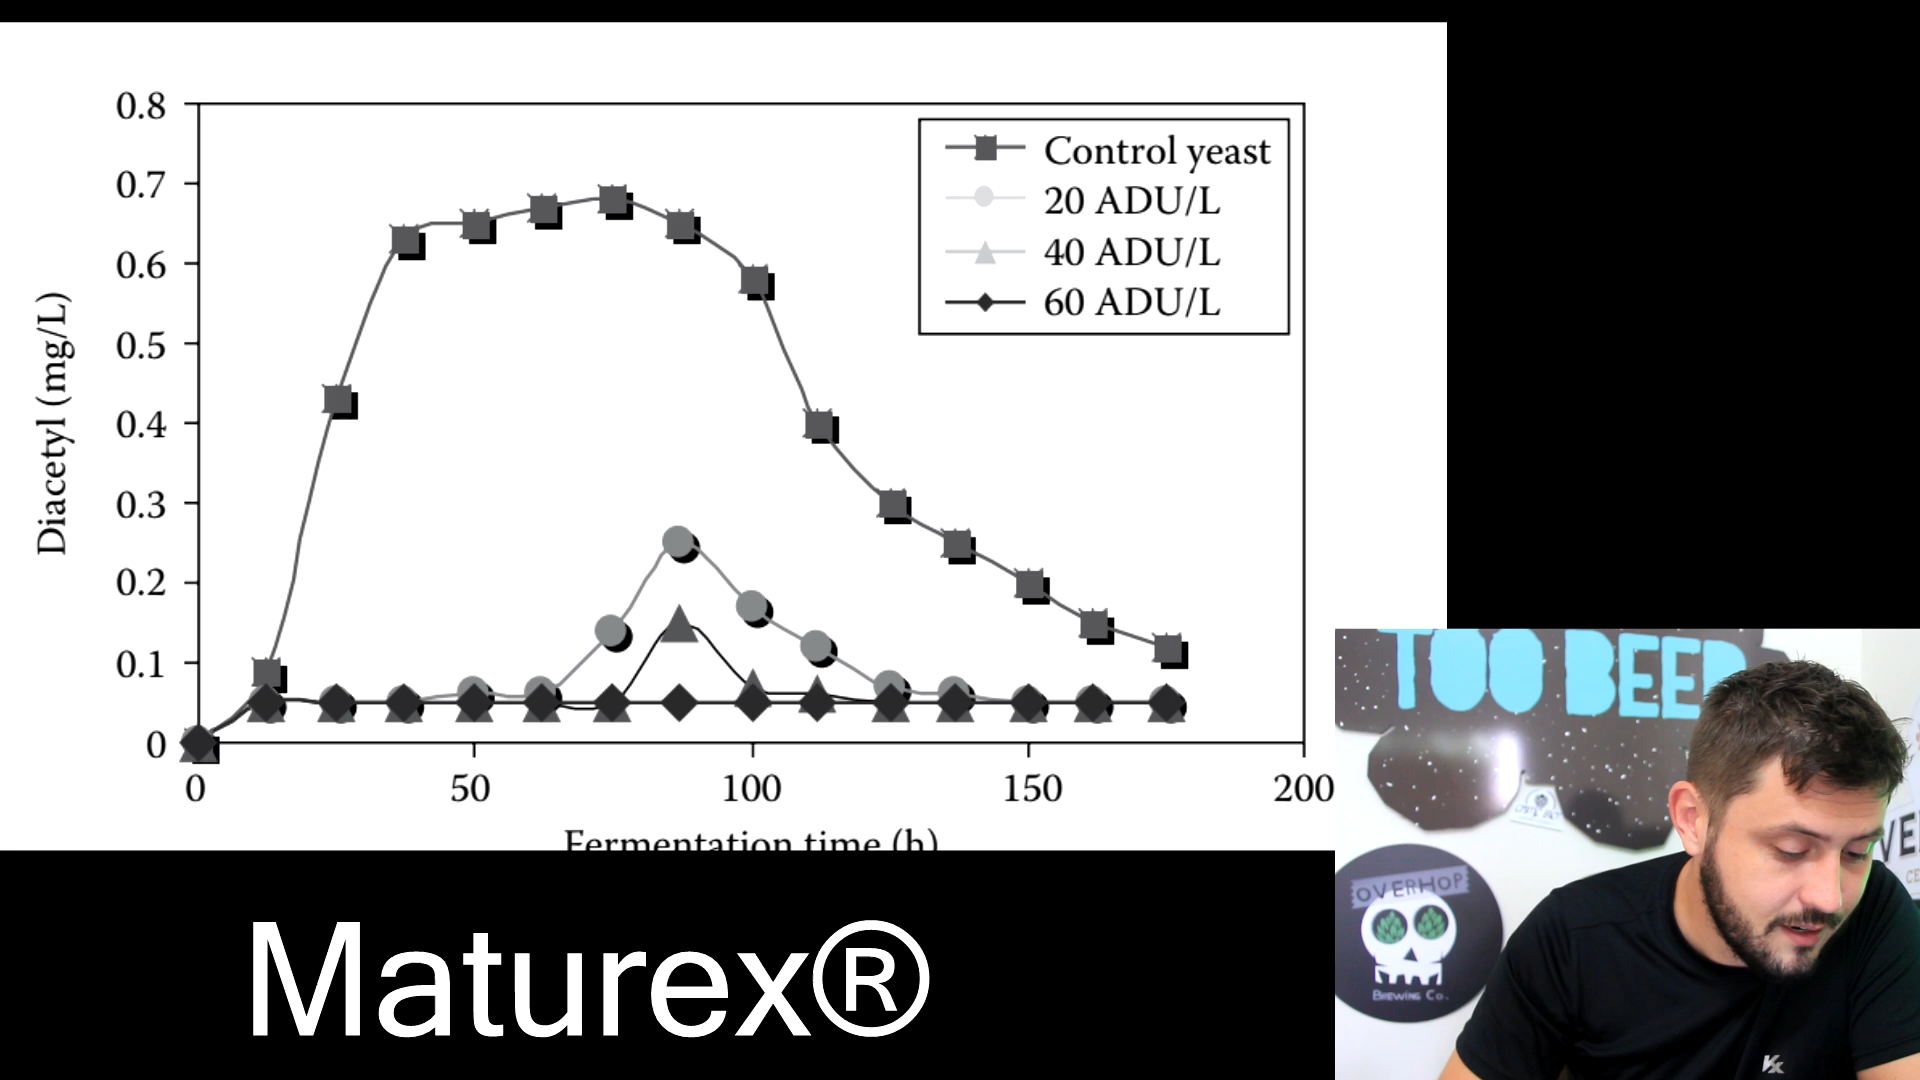 0.8
0.7
0.6
0.5
0.4
0.3
0.2
0.1
0
Diacetyl (mg/L)
Control yeast
20 ADU/L
40 ADU/L
60 ADU/L
0 50 100 150 200
Fermentation time (h)
Maturex®
TOO BEER
OVERHOP
BREWING CO.